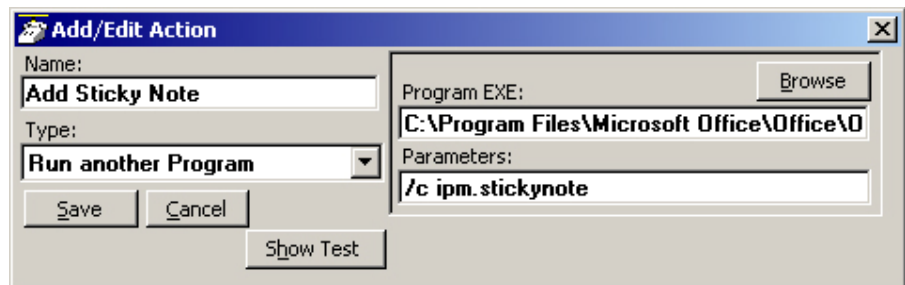 Add/Edit Action
Name:
Add Sticky Note
Type:
Run another Program
Save Cancel
Show Test
Browse
Program EXE:
C:\Program Files\Microsoft Office\Office\O
Parameters:
/c ipm.stickynote